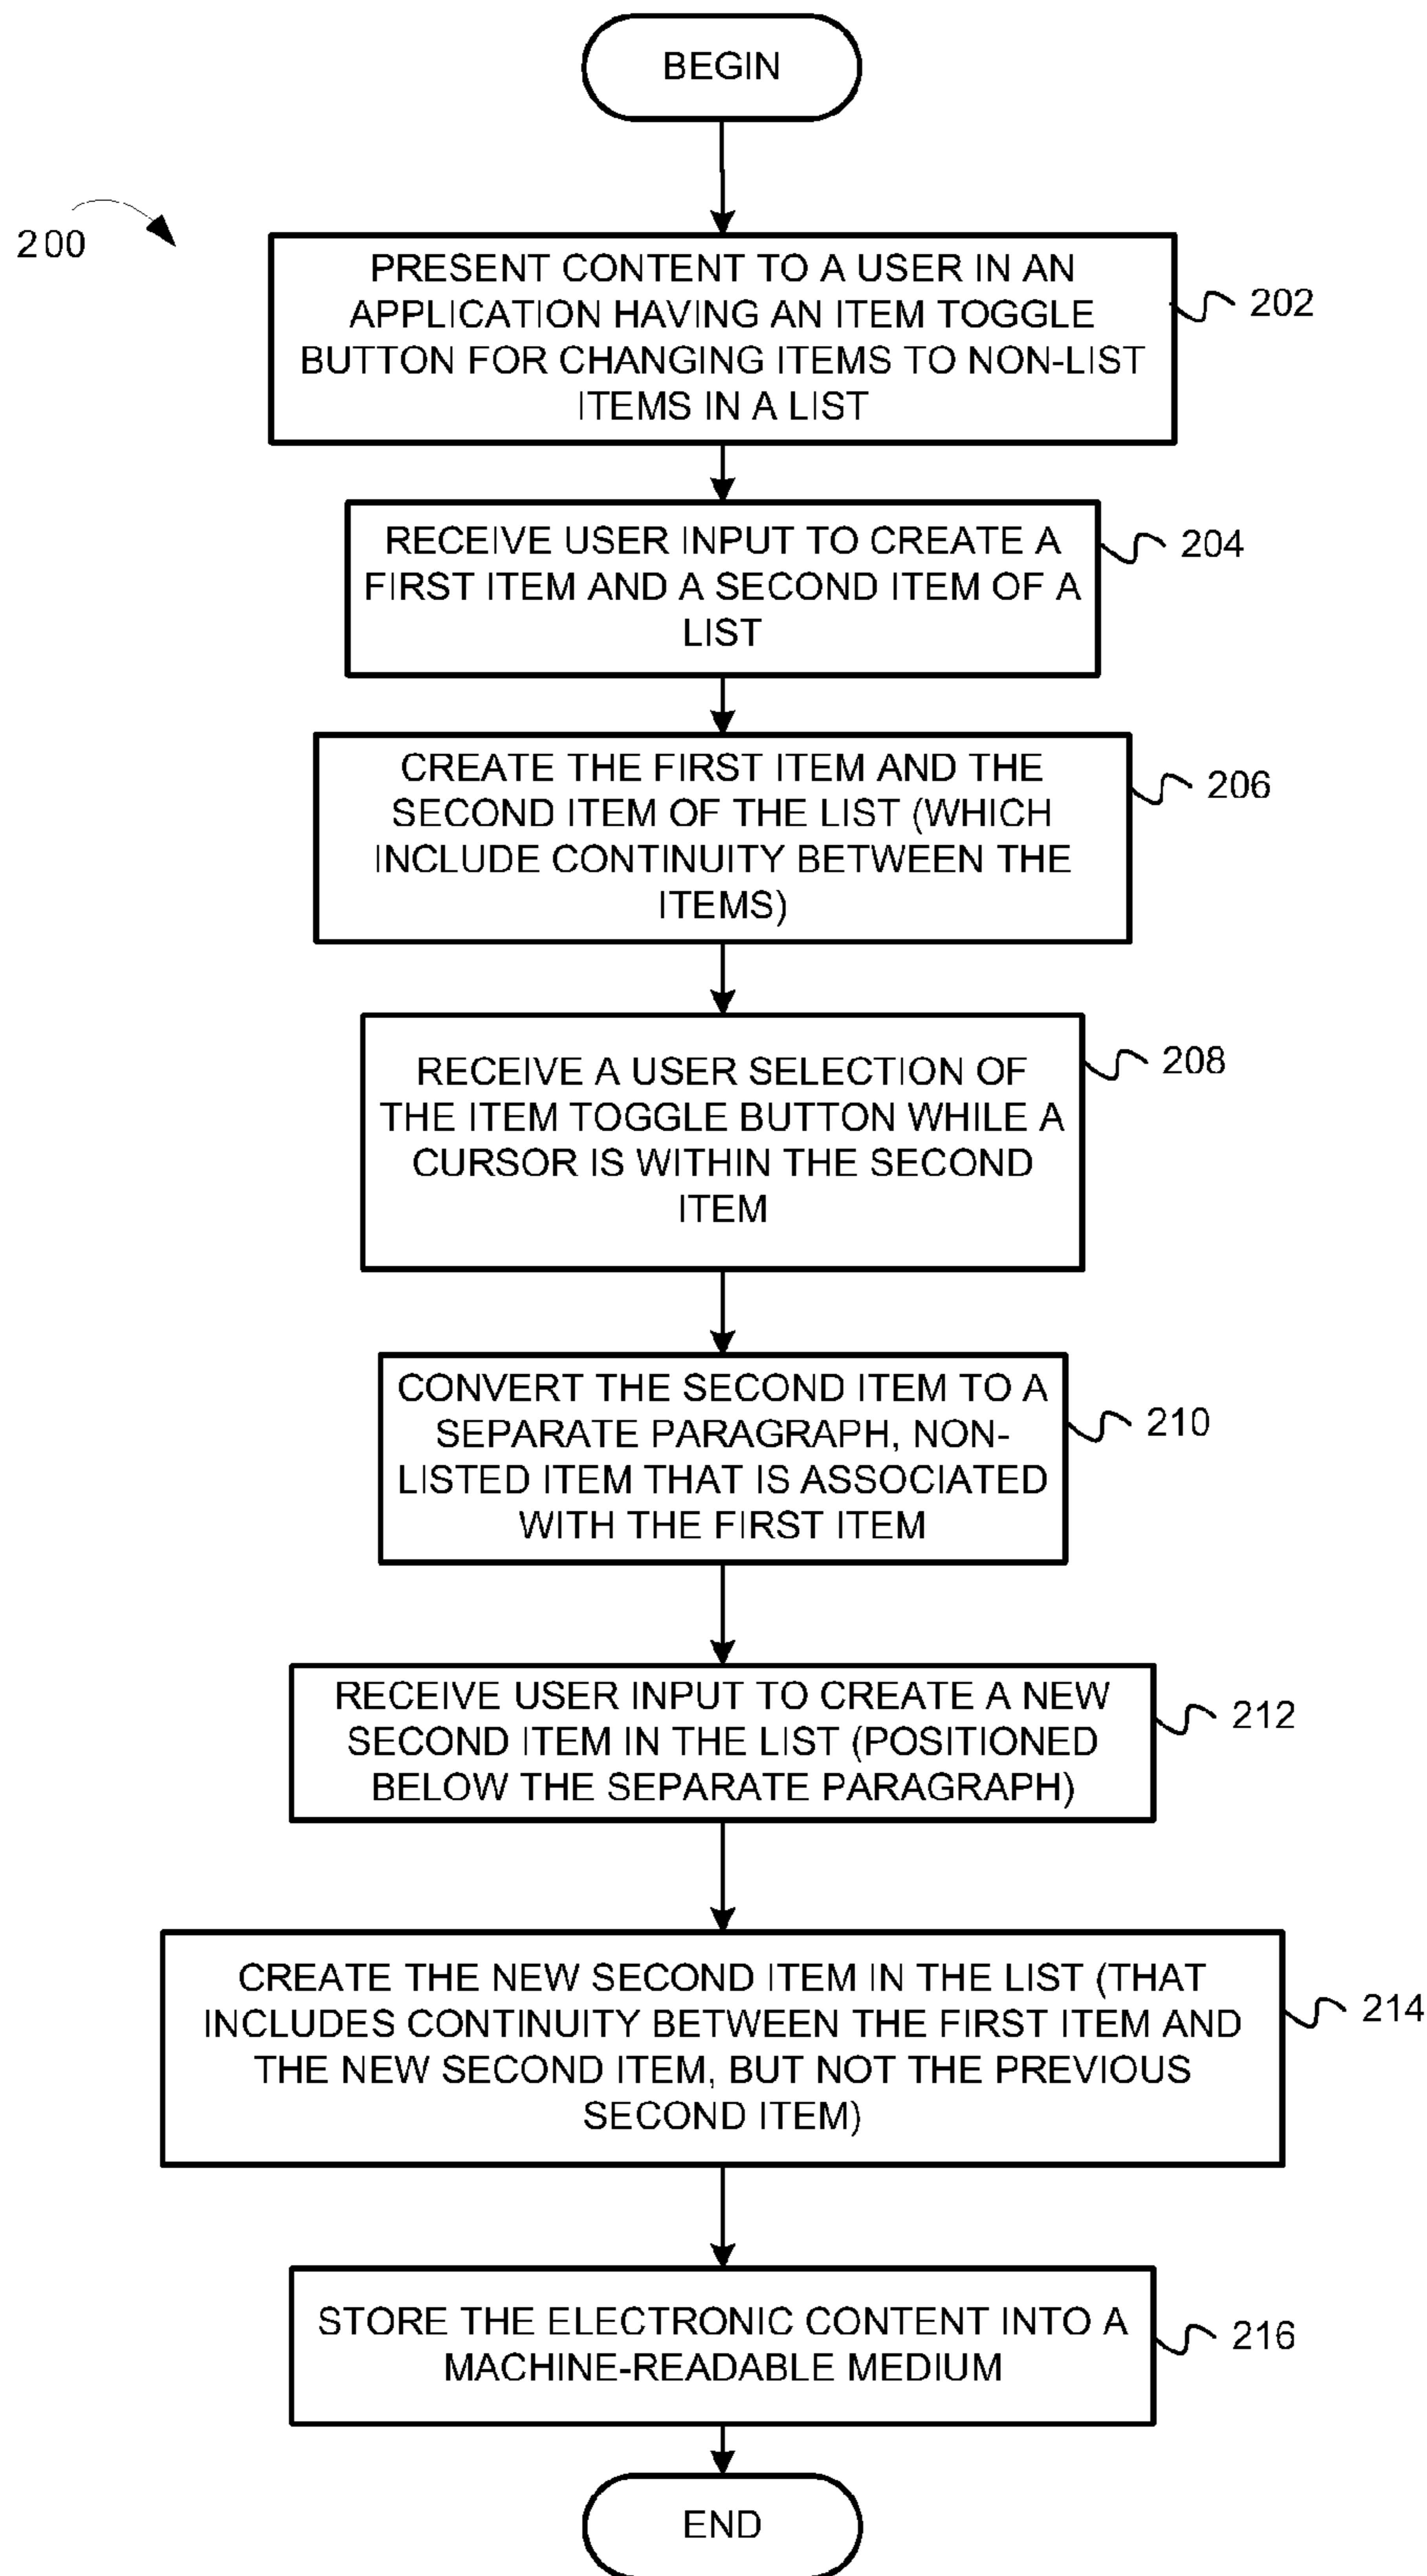 BEGIN
200
PRESENT CONTENT TO A USER IN AN
APPLICATION HAVING AN ITEM TOGGLE
BUTTON FOR CHANGING ITEMS TO NON-LIST
ITEMS IN A LIST
202
RECEIVE USER INPUT TO CREATE A
FIRST ITEM AND A SECOND ITEM OF A
LIST
204
CREATE THE FIRST ITEM AND THE
SECOND ITEM OF THE LIST (WHICH
INCLUDE CONTINUITY BETWEEN THE
ITEMS)
206
RECEIVE A USER SELECTION OF
THE ITEM TOGGLE BUTTON WHILE A
CURSOR IS WITHIN THE SECOND
ITEM
208
CONVERT THE SECOND ITEM TO A
SEPARATE PARAGRAPH, NON-
LISTED ITEM THAT IS ASSOCIATED
WITH THE FIRST ITEM
210
RECEIVE USER INPUT TO CREATE A NEW
SECOND ITEM IN THE LIST (POSITIONED
BELOW THE SEPARATE PARAGRAPH)
212
CREATE THE NEW SECOND ITEM IN THE LIST (THAT
INCLUDES CONTINUITY BETWEEN THE FIRST ITEM AND
THE NEW SECOND ITEM, BUT NOT THE PREVIOUS
SECOND ITEM)
214
STORE THE ELECTRONIC CONTENT INTO A
MACHINE-READABLE MEDIUM
216
END